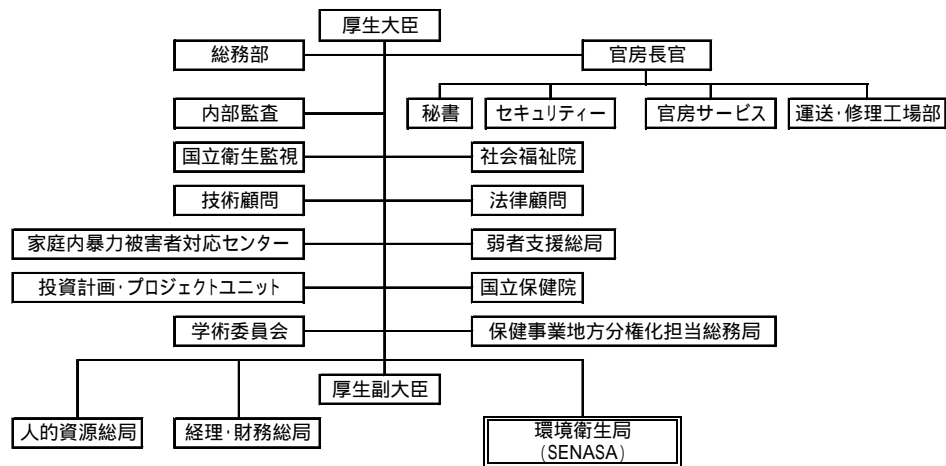 厚生大臣
総務部
官房長官
秘書
セキュリティー
官房サービス
運送・修理工場部
内部監査
国立衛生監視
社会福祉院
技術顧問
法律顧問
家庭内暴力被害者対応センター
弱者支援総局
投資計画・プロジェクトユニット
国立保健院
学術委員会
保健事業地方分権化担当総務局
厚生副大臣
人的資源総局
経理・財務総局
環境衛生局
(SENASA)